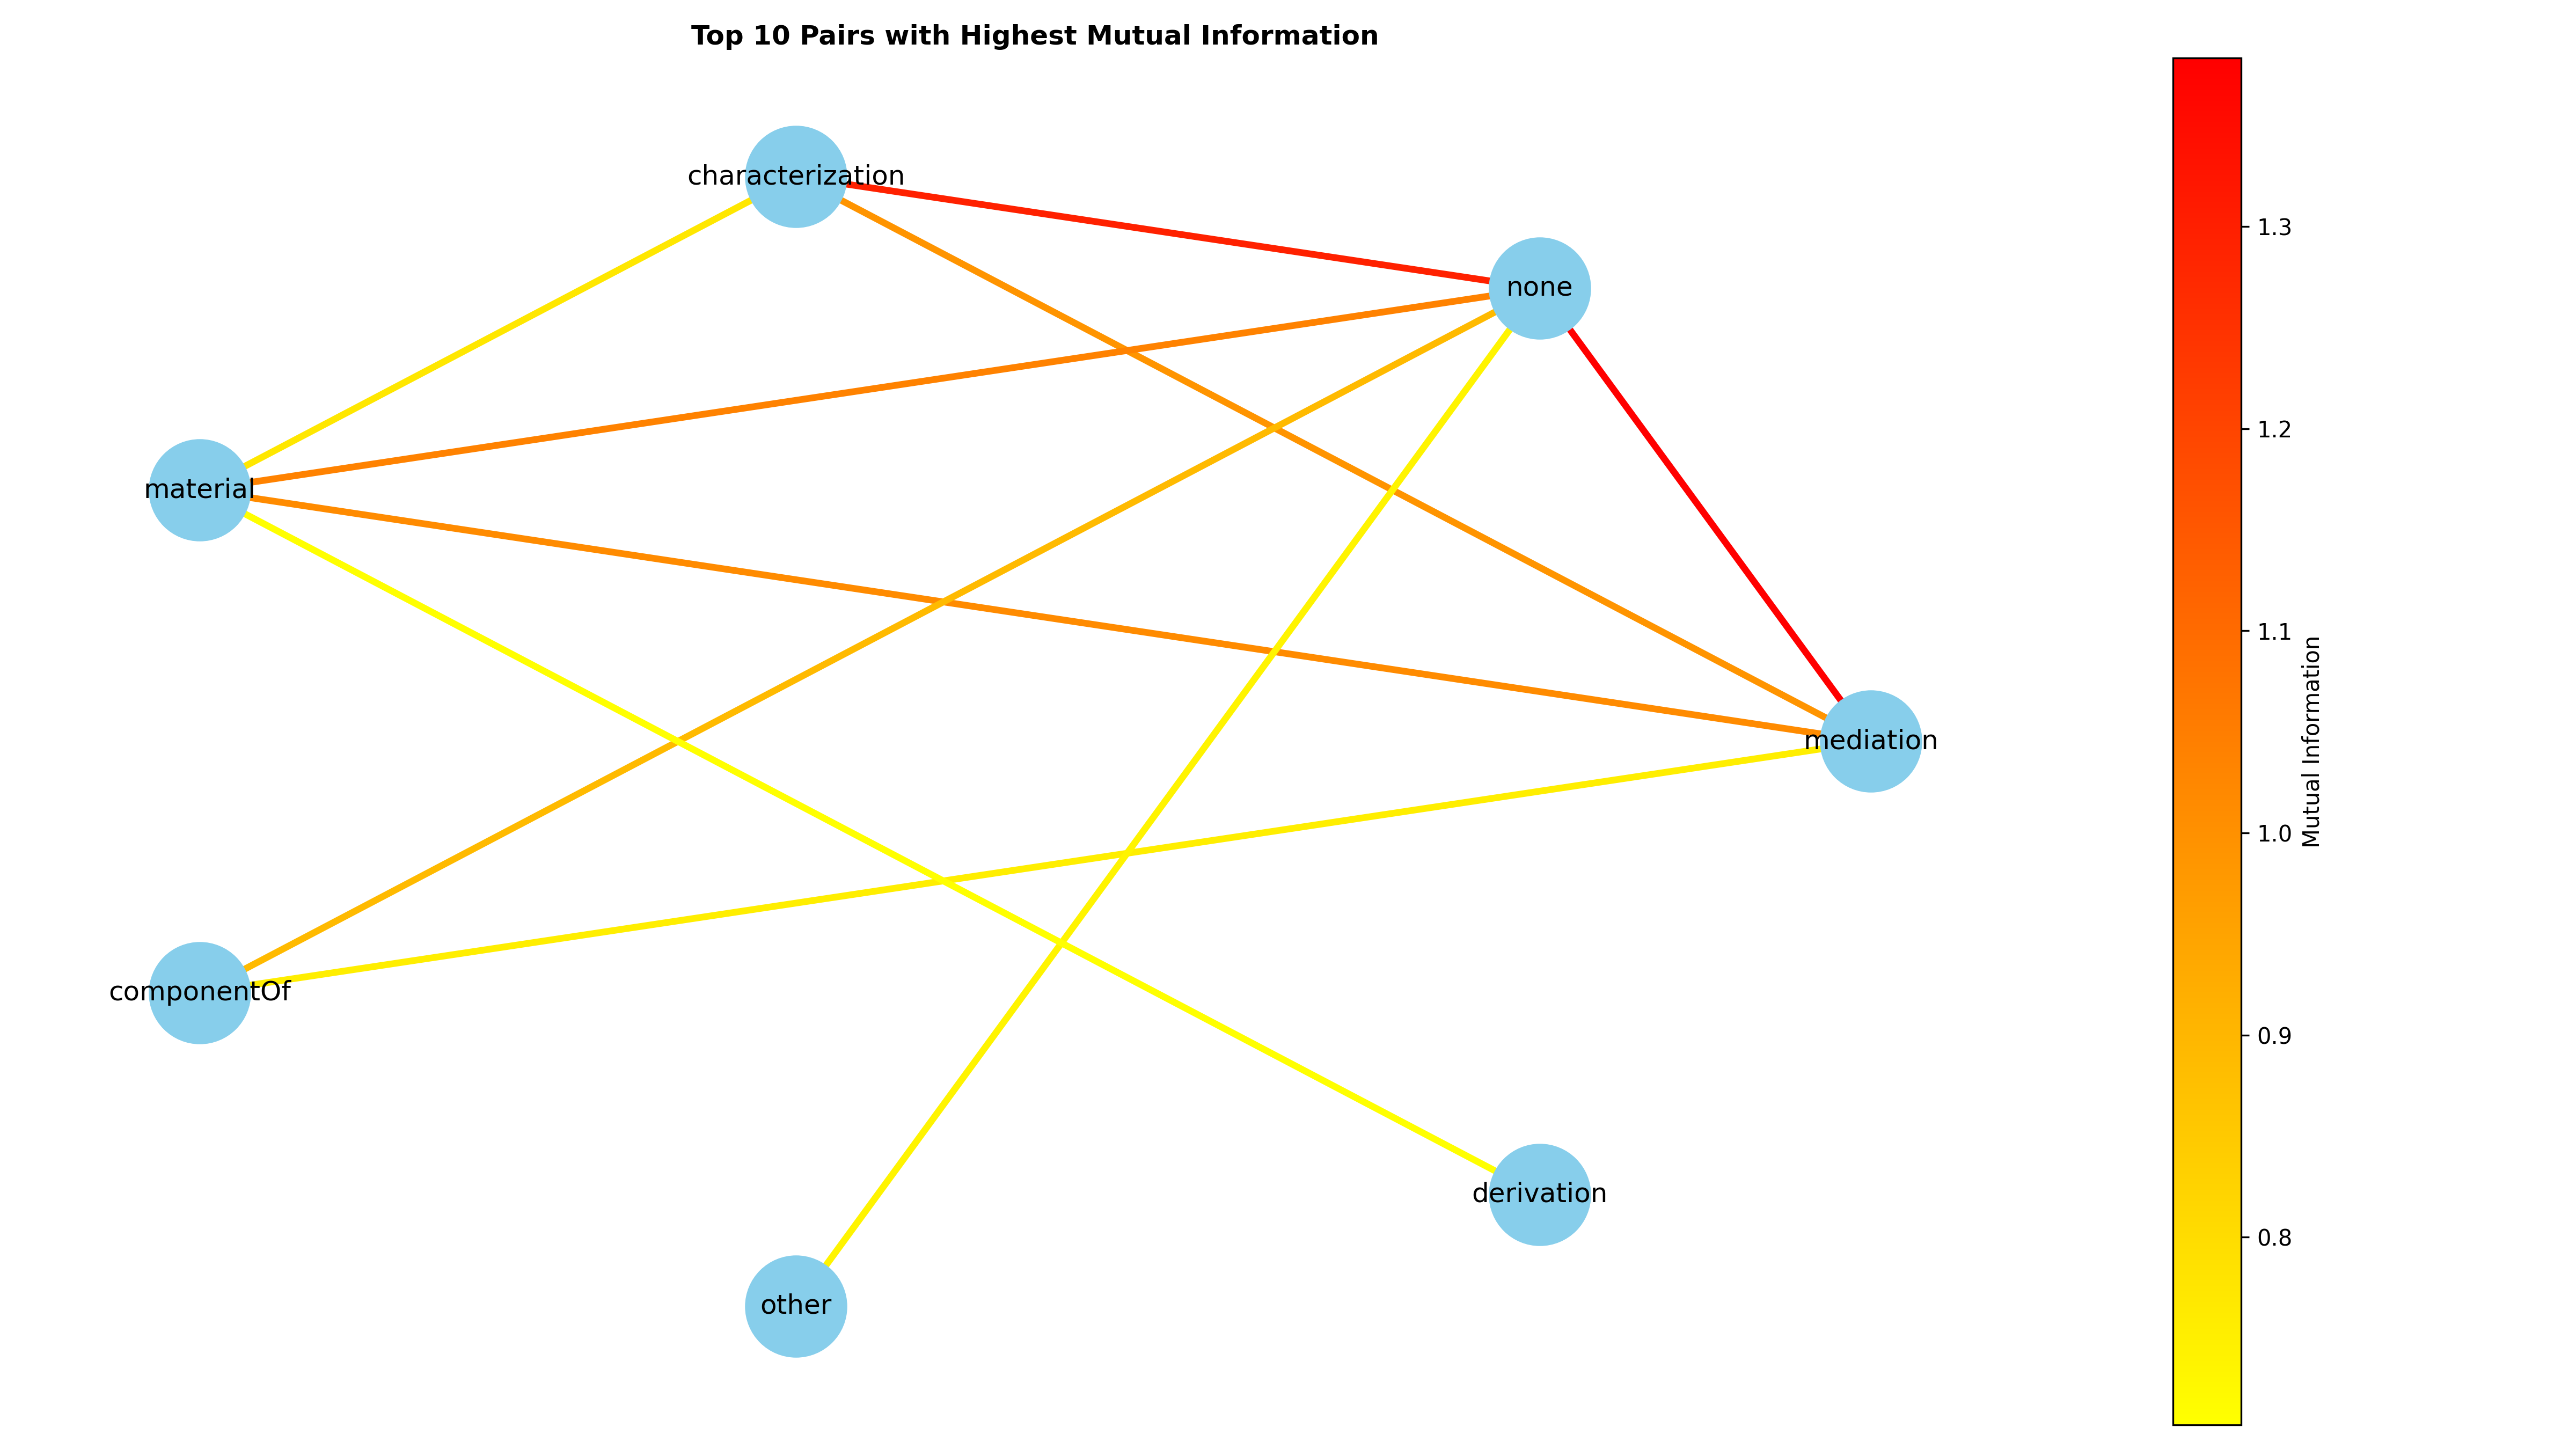 Top 10 Pairs with Highest Mutual Information
characterization
none
material
mediation
componentOf
derivation
other
1.3
1.2
1.1
1.0
0.9
0.8
Mutual Information